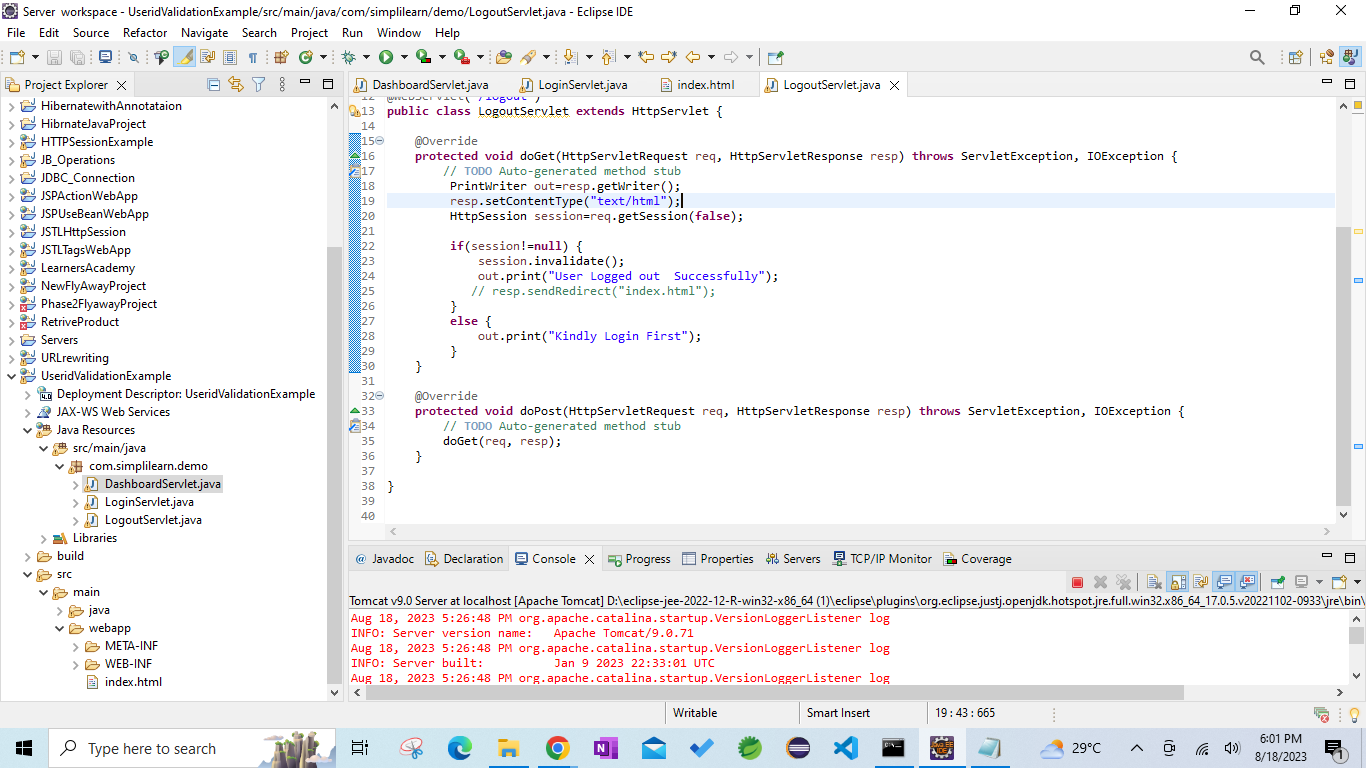 Server workspace - UseridValidationExample/src/main/java/com/simplilearn/demo/LogoutServlet.java - Eclipse IDE
File Edit Source Refactor Navigate Search Project Run Window Help
Project Explorer
HibernatewithAnnotataion
HibrnateJavaProject
HTTPSessionExample
JB_Operations
JDBC_Connection
JSPActionWebApp
JSPUseBeanWebApp
JSTLHttpSession
JSTLTagsWebApp
LearnersAcademy
NewFlyAwayProject
Phase2FlyawayProject
RetriveProduct
Servers
URLrewriting
UseridValidationExample
Deployment Descriptor: UseridValidationExample
JAX-WS Web Services
Java Resources
src/main/java
com.simplilearn.demo
DashboardServlet.java
LoginServlet.java
LogoutServlet.java
Libraries
build
src
main
java
webapp
META-INF
WEB-INF
index.html
DashboardServlet.java LoginServlet.java index.html LogoutServlet.java
12 @WebServlet("/logout")
13 public class LogoutServlet extends HttpServlet {
14
15 @Override
16 protected void doGet(HttpServletRequest req, HttpServletResponse resp) throws ServletException, IOException {
17 // TODO Auto-generated method stub
18 PrintWriter out=resp.getWriter();
19 resp.setContentType("text/html");
20 HttpSession session=req.getSession(false);
21
22 if(session!=null) {
23 session.invalidate();
24 out.print("User Logged out  Successfully");
25 // resp.sendRedirect("index.html");
26 }
27 else {
28 out.print("Kindly Login First");
29 }
30 }
31
32 @Override
33 protected void doPost(HttpServletRequest req, HttpServletResponse resp) throws ServletException, IOException {
34 // TODO Auto-generated method stub
35 doGet(req, resp);
36 }
37
38 }
39
40
@ Javadoc Declaration Console Progress Properties Servers TCP/IP Monitor Coverage
Tomcat v9.0 Server at localhost [Apache Tomcat] D:\eclipse-jee-2022-12-R-win32-x86_64 (1)\eclipse\plugins\org.eclipse.justj.openjdk.hotspot.jre.full.win32.x86_64_17.0.5.v20221102-0933\jre\bin\
Aug 18, 2023 5:26:48 PM org.apache.catalina.startup.VersionLoggerListener log
INFO: Server version name:   Apache Tomcat/9.0.71
Aug 18, 2023 5:26:48 PM org.apache.catalina.startup.VersionLoggerListener log
INFO: Server built:          Jan 9 2023 22:33:01 UTC
Aug 18, 2023 5:26:48 PM org.apache.catalina.startup.VersionLoggerListener log
Writable Smart Insert 19 : 43 : 665
Type here to search
29°C
6:01 PM
8/18/2023
1